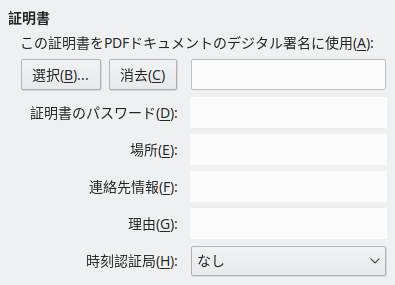 証明書
この証明書をPDFドキュメントのデジタル署名に使用(A):
選択(B)... 消去(C)
証明書のパスワード(D):
場所(E):
連絡先情報(F):
理由(G):
時刻認証局(H): なし